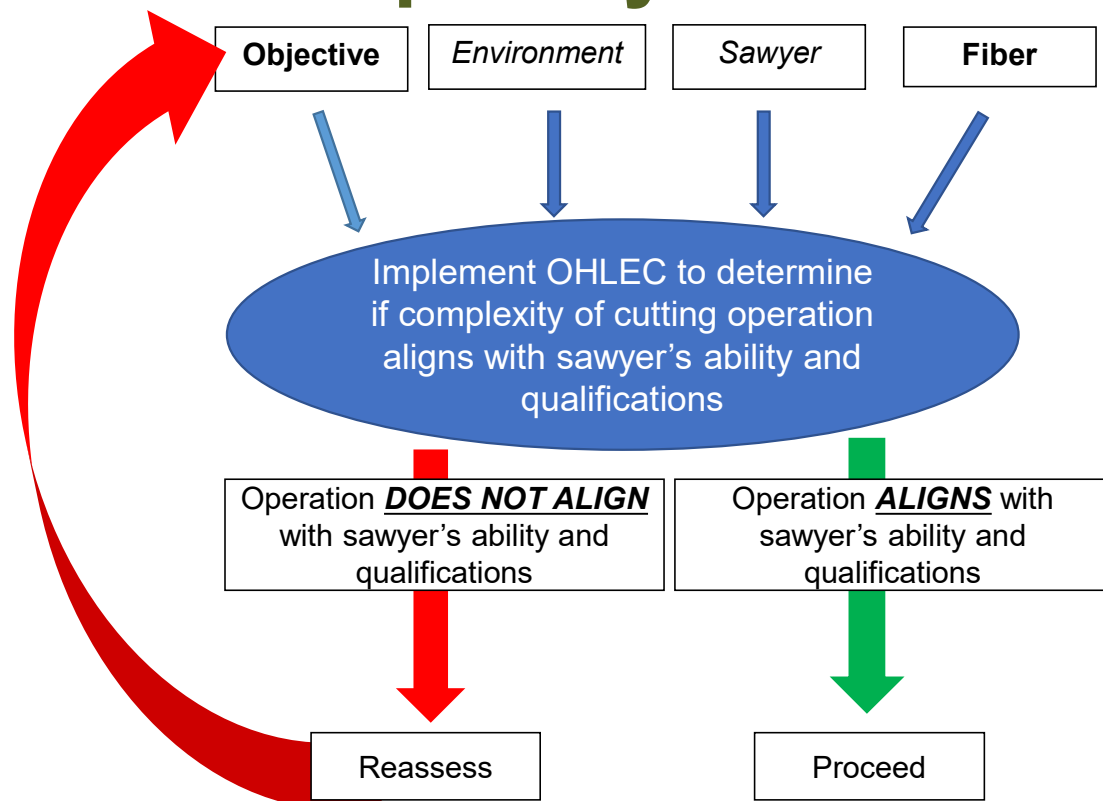 Objective
Environment
Sawyer
Fiber
Implement OHLEC to determine
if complexity of cutting operation
aligns with sawyer’s ability and
qualifications
Operation DOES NOT ALIGN
with sawyer’s ability and
qualifications
Operation ALIGNS with
sawyer’s ability and
qualifications
Reassess
Proceed